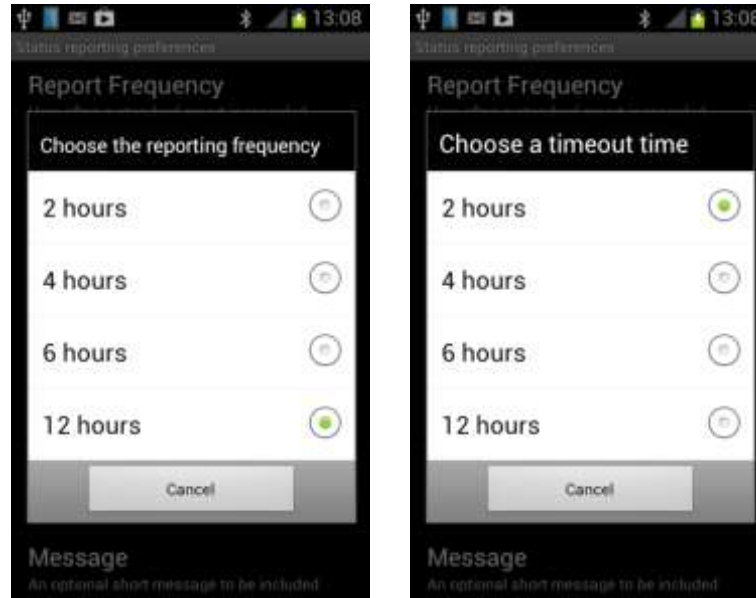 13:08
Status reporting preferences
Report Frequency
Choose the reporting frequency
2 hours
4 hours
6 hours
12 hours
Cancel
Message
An optional short message to be included
13:08
Status reporting preferences
Report Frequency
Choose a timeout time
2 hours
4 hours
6 hours
12 hours
Cancel
Message
An optional short message to be included